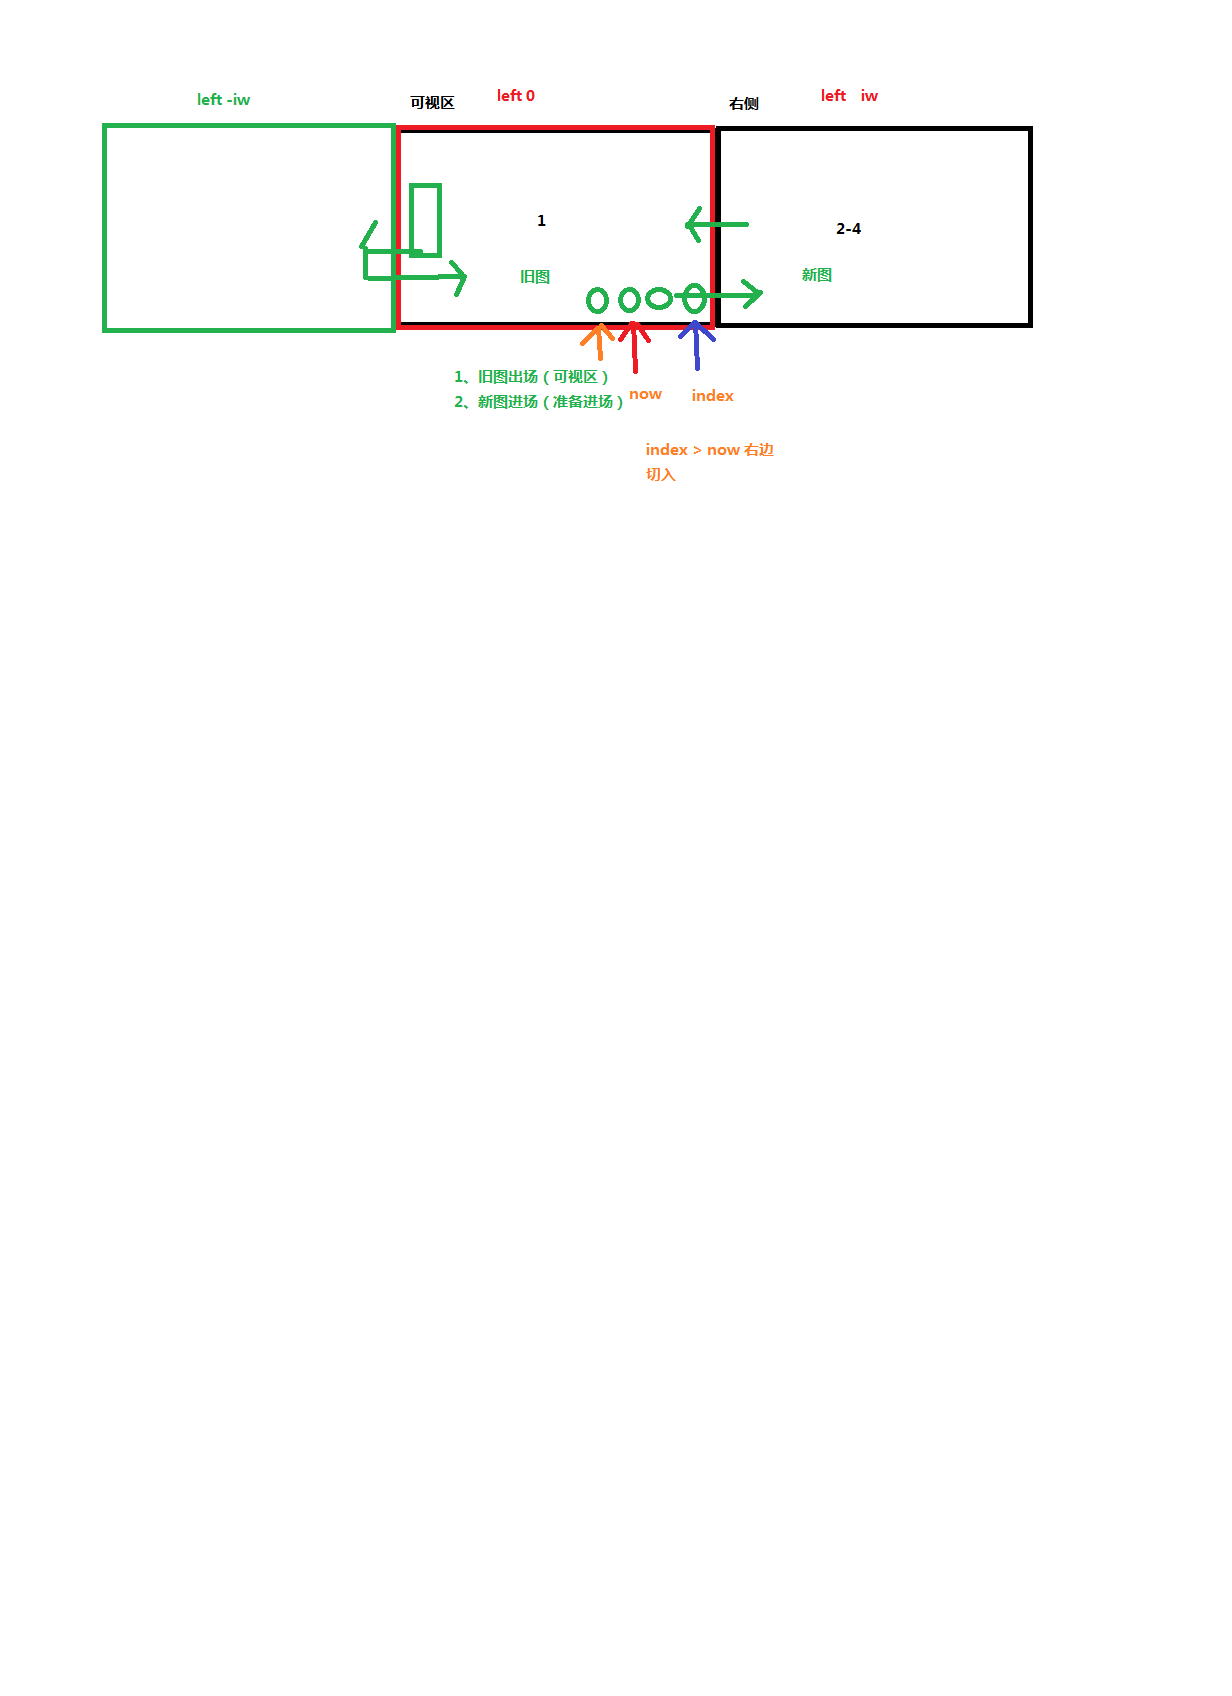 left -iw
可视区
left 0
右侧
left iw
1
2-4
旧图
新图
1、旧图出场（可视区）
2、新图进场（准备进场）
now
index
index > now 右边
切入